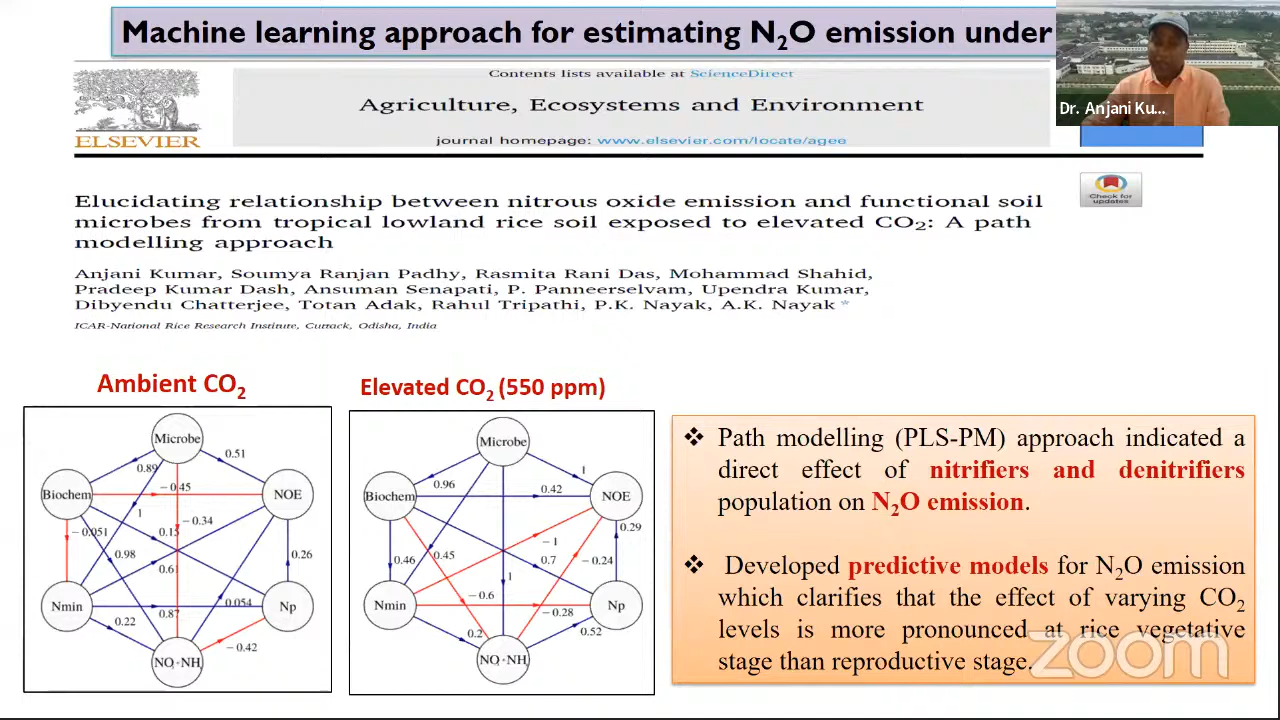 Machine learning approach for estimating N₂O emission under
Dr. Anjani Ku...
Contents lists available at ScienceDirect
Agriculture, Ecosystems and Environment
journal homepage: www.elsevier.com/locate/agee
ELSEVIER
Check for
updates
Elucidating relationship between nitrous oxide emission and functional soil
microbes from tropical lowland rice soil exposed to elevated CO₂: A path
modelling approach
Anjani Kumar, Soumya Ranjan Padhy, Rasmita Rani Das, Mohammad Shahid,
Pradeep Kumar Dash, Ansuman Senapati, P. Panneerselvam, Upendra Kumar,
Dibyendu Chatterjee, Totan Adak, Rahul Tripathi, P.K. Nayak, A.K. Nayak *
ICAR-National Rice Research Institute, Cuttack, Odisha, India
Ambient CO₂
Microbe
0.89
0.51
Biochem
− 0.45
NOE
1
− 0.34
− 0.051
0.15
0.98
0.26
0.61
Nmin
0.87
0.054
Np
0.22
− 0.42
NO+NH
Elevated CO₂ (550 ppm)
Microbe
0.96
1
Biochem
0.42
NOE
0.29
0.46
0.45
− 1
0.7
− 0.24
1
− 0.6
Nmin
− 0.28
Np
0.2
0.52
NO+NH
❖ Path modelling (PLS-PM) approach indicated a
direct effect of nitrifiers and denitrifiers
population on N₂O emission.
❖ Developed predictive models for N₂O emission
which clarifies that the effect of varying CO₂
levels is more pronounced at rice vegetative
stage than reproductive stage.
zoom